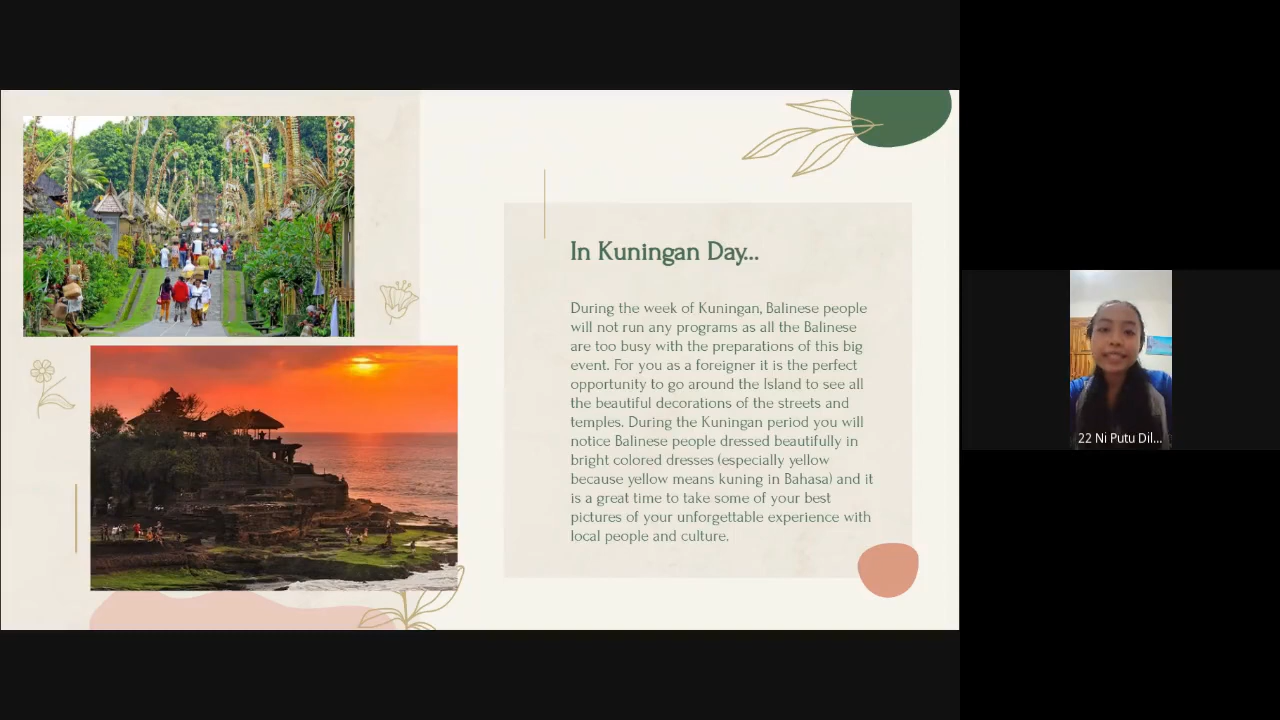 In Kuningan Day...
During the week of Kuningan, Balinese people
will not run any programs as all the Balinese
are too busy with the preparations of this big
event. For you as a foreigner it is the perfect
opportunity to go around the Island to see all
the beautiful decorations of the streets and
temples. During the Kuningan period you will
notice Balinese people dressed beautifully in
bright colored dresses (especially yellow
because yellow means kuning in Bahasa) and it
is a great time to take some of your best
pictures of your unforgettable experience with
local people and culture.
22 Ni Putu Dil...